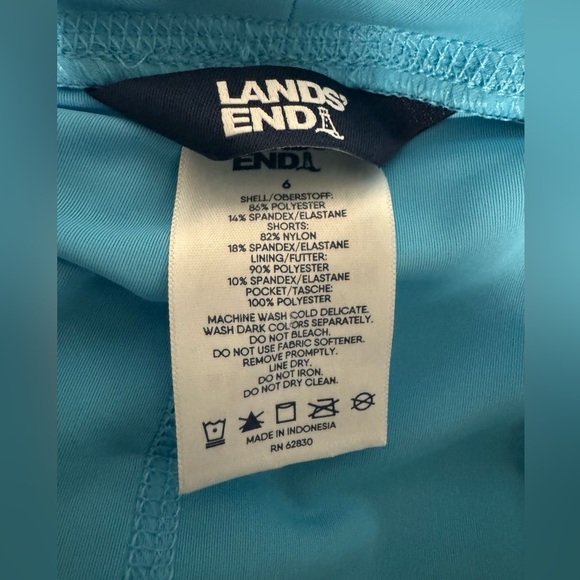 LANDS'
END
END
6
SHELL/OBERSTOFF:
86% POLYESTER
14% SPANDEX/ELASTANE
SHORTS:
82% NYLON
18% SPANDEX/ELASTANE
LINING/FUTTER:
90% POLYESTER
10% SPANDEX/ELASTANE
POCKET/TASCHE:
100% POLYESTER
MACHINE WASH COLD DELICATE.
WASH DARK COLORS SEPARATELY.
DO NOT BLEACH.
DO NOT USE FABRIC SOFTENER.
REMOVE PROMPTLY.
LINE DRY.
DO NOT IRON.
DO NOT DRY CLEAN.
MADE IN INDONESIA
RN 62830